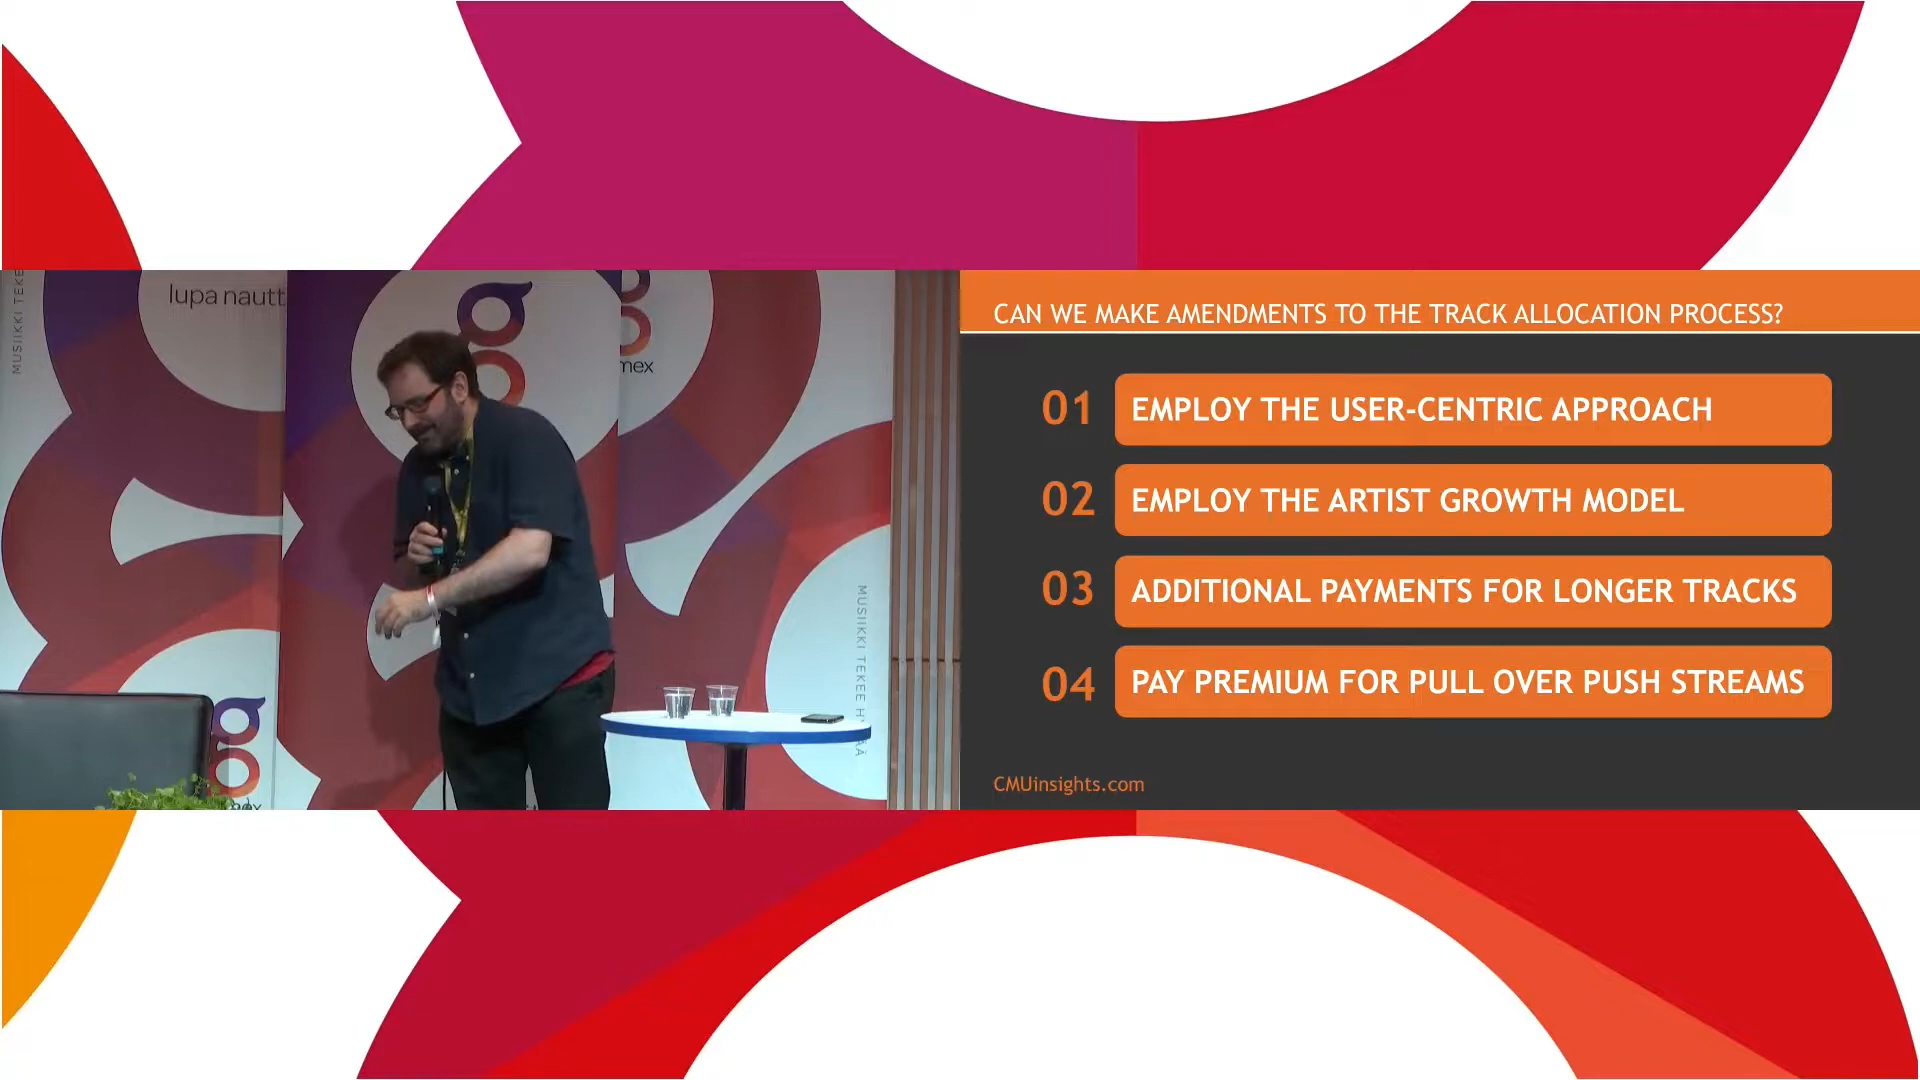 MUSIIKKI TEKE
lupa nautt
mex
MUSIIKKI TEKEE H
CAN WE MAKE AMENDMENTS TO THE TRACK ALLOCATION PROCESS?
01 EMPLOY THE USER-CENTRIC APPROACH
02 EMPLOY THE ARTIST GROWTH MODEL
03 ADDITIONAL PAYMENTS FOR LONGER TRACKS
04 PAY PREMIUM FOR PULL OVER PUSH STREAMS
CMUinsights.com